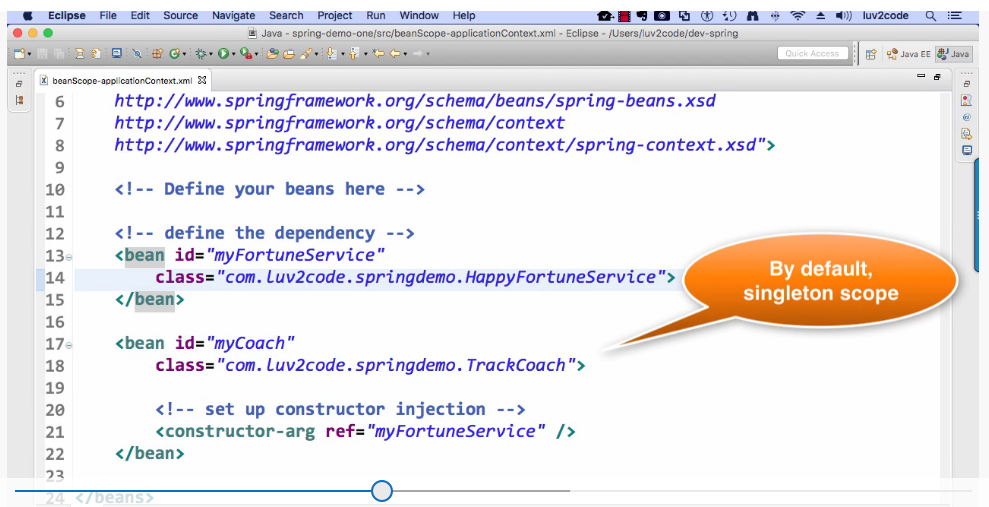 Eclipse File Edit Source Navigate Search Project Run Window Help luv2code
Java - spring-demo-one/src/beanScope-applicationContext.xml - Eclipse - /Users/luv2code/dev-spring
Quick Access Java EE Java
beanScope-applicationContext.xml
6 http://www.springframework.org/schema/beans/spring-beans.xsd
7 http://www.springframework.org/schema/context
8 http://www.springframework.org/schema/context/spring-context.xsd">
9
10 <!-- Define your beans here -->
11
12 <!-- define the dependency -->
13 <bean id="myFortuneService"
14 class="com.luv2code.springdemo.HappyFortuneService">
15 </bean>
16
17 <bean id="myCoach"
18 class="com.luv2code.springdemo.TrackCoach">
19
20 <!-- set up constructor injection -->
21 <constructor-arg ref="myFortuneService" />
22 </bean>
23
24 </beans>
By default,
singleton scope